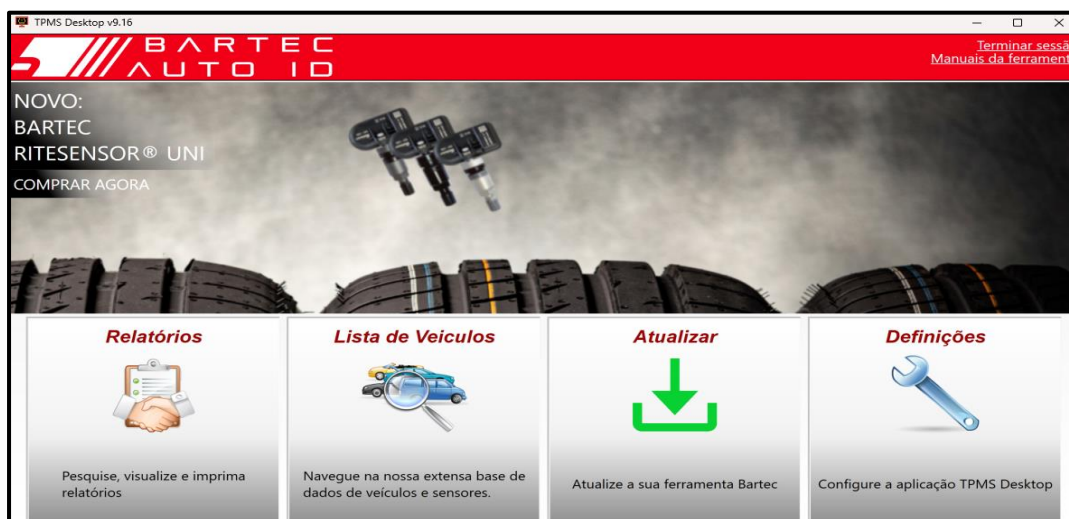 TPMS Desktop v9.16
BARTEC
AUTO ID
Terminar sessã
Manuais da ferrament
NOVO:
BARTEC
RITESENSOR® UNI
COMPRAR AGORA
Relatórios
Pesquise, visualize e imprima
relatórios
Lista de Veiculos
Navegue na nossa extensa base de
dados de veículos e sensores.
Atualizar
Atualize a sua ferramenta Bartec
Definições
Configure a aplicação TPMS Desktop